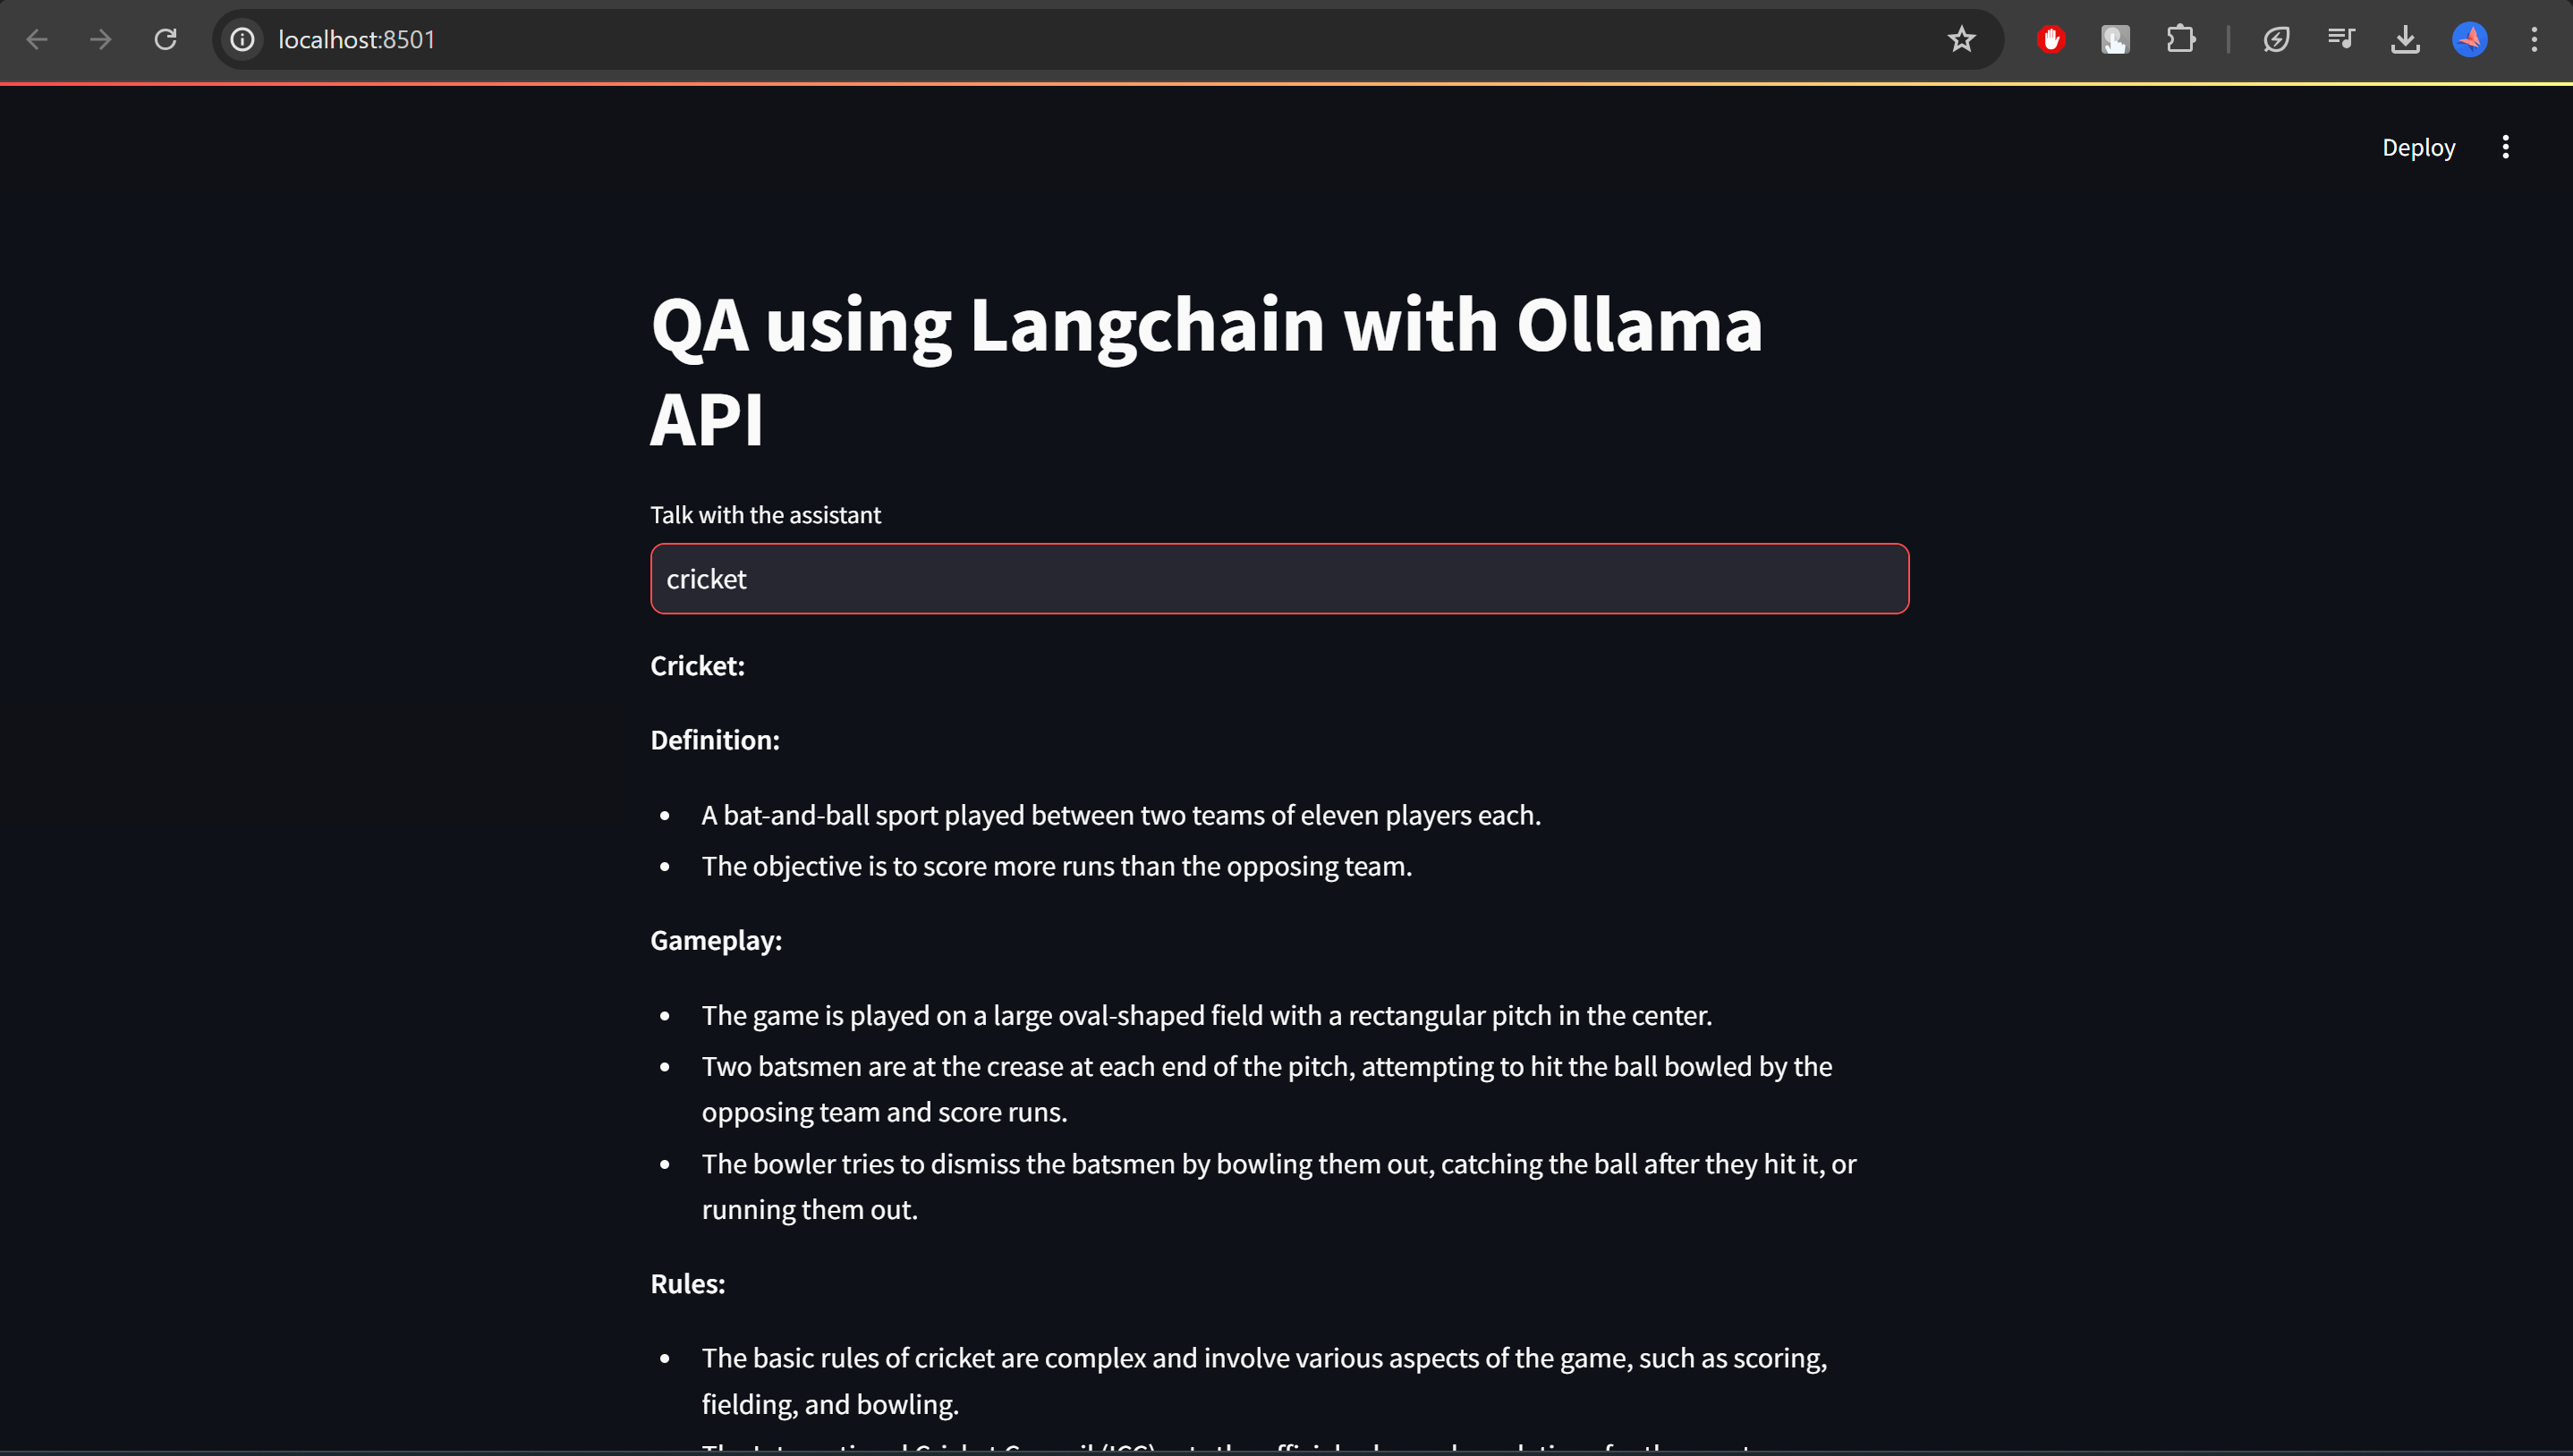 localhost:8501
Deploy
QA using Langchain with Ollama
API
Talk with the assistant
cricket
Cricket:
Definition:
A bat-and-ball sport played between two teams of eleven players each.
The objective is to score more runs than the opposing team.
Gameplay:
The game is played on a large oval-shaped field with a rectangular pitch in the center.
Two batsmen are at the crease at each end of the pitch, attempting to hit the ball bowled by the
opposing team and score runs.
The bowler tries to dismiss the batsmen by bowling them out, catching the ball after they hit it, or
running them out.
Rules:
The basic rules of cricket are complex and involve various aspects of the game, such as scoring,
fielding, and bowling.
The International Cricket Council (ICC)